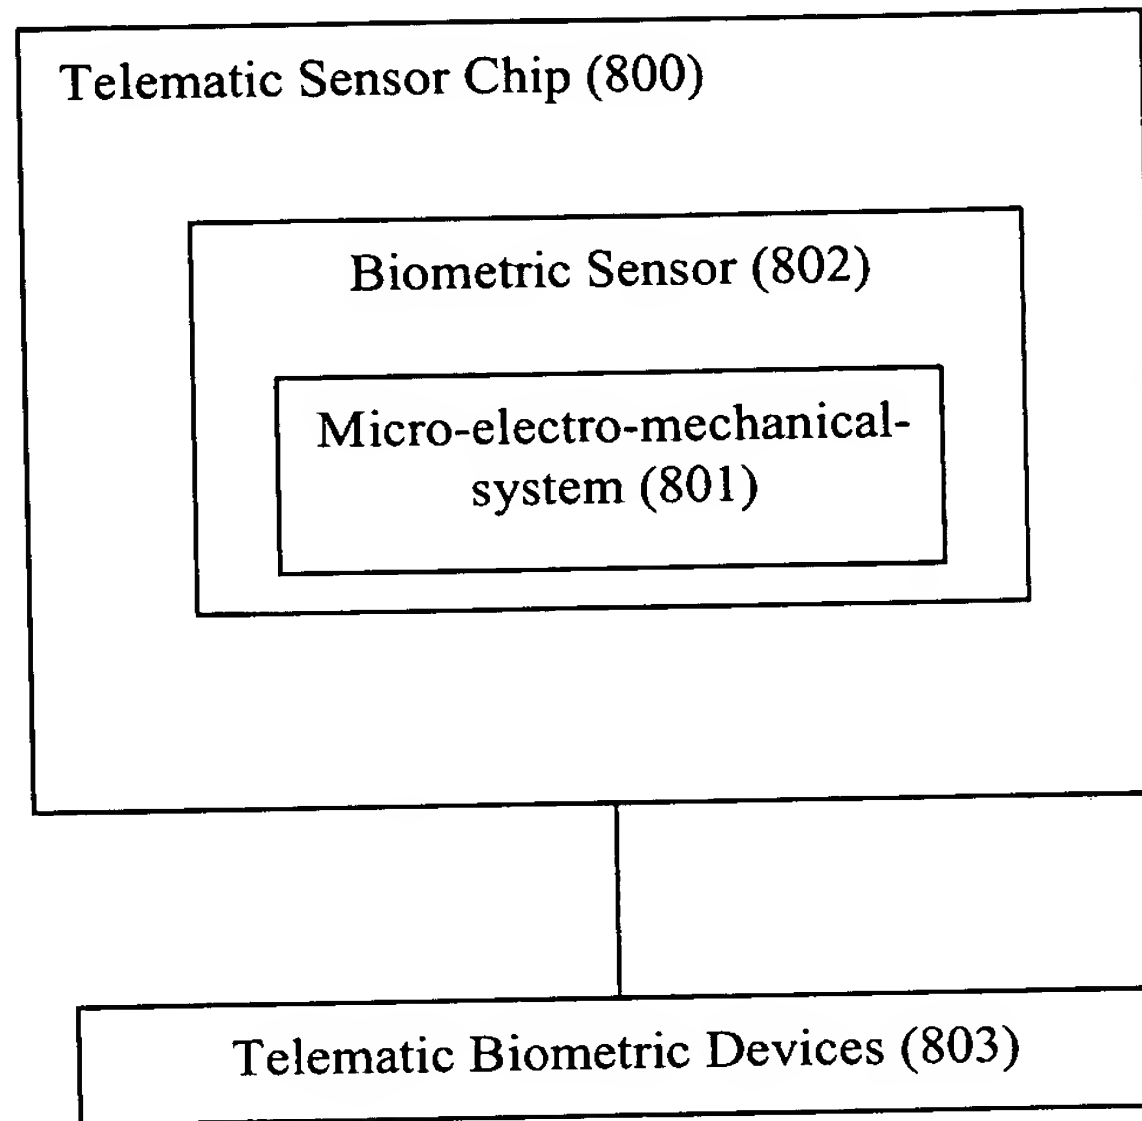 Telematic Sensor Chip (800)
Biometric Sensor (802)
Micro-electro-mechanical-
system (801)
Telematic Biometric Devices (803)